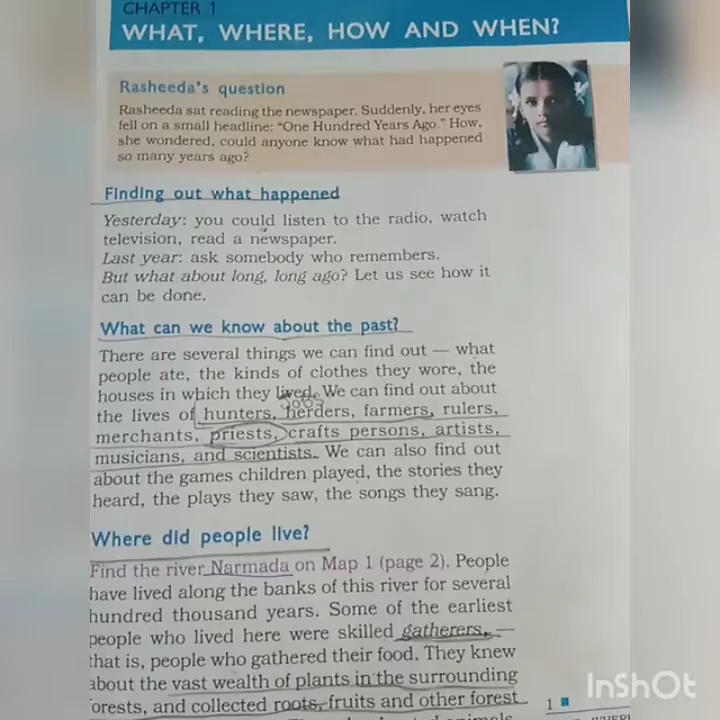 CHAPTER 1
WHAT, WHERE, HOW AND WHEN?
Rasheeda's question
Rasheeda sat reading the newspaper. Suddenly, her eyes
fell on a small headline: "One Hundred Years Ago." How,
she wondered, could anyone know what had happened
so many years ago?
Finding out what happened
Yesterday: you could listen to the radio, watch
television, read a newspaper.
Last year: ask somebody who remembers.
But what about long, long ago? Let us see how it
can be done.
What can we know about the past?
There are several things we can find out — what
people ate, the kinds of clothes they wore, the
houses in which they lived. We can find out about
Jobs
the lives of hunters, herders, farmers, rulers,
merchants, priests, crafts persons, artists,
musicians, and scientists. We can also find out
about the games children played, the stories they
heard, the plays they saw, the songs they sang.
Where did people live?
Find the river Narmada on Map 1 (page 2). People
have lived along the banks of this river for several
hundred thousand years. Some of the earliest
people who lived here were skilled gatherers, —
that is, people who gathered their food. They knew
about the vast wealth of plants in the surrounding
forests, and collected roots, fruits and other forest
1
InShOt